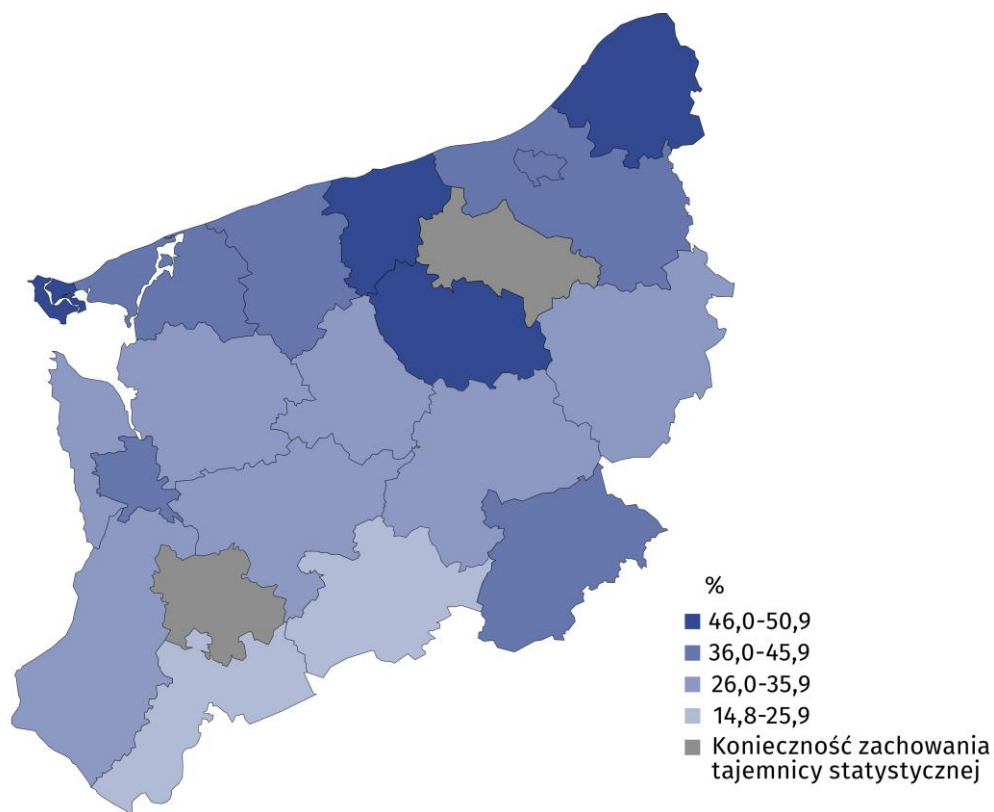 %
46,0-50,9
36,0-45,9
26,0-35,9
14,8-25,9
Konieczność zachowania
tajemnicy statystycznej